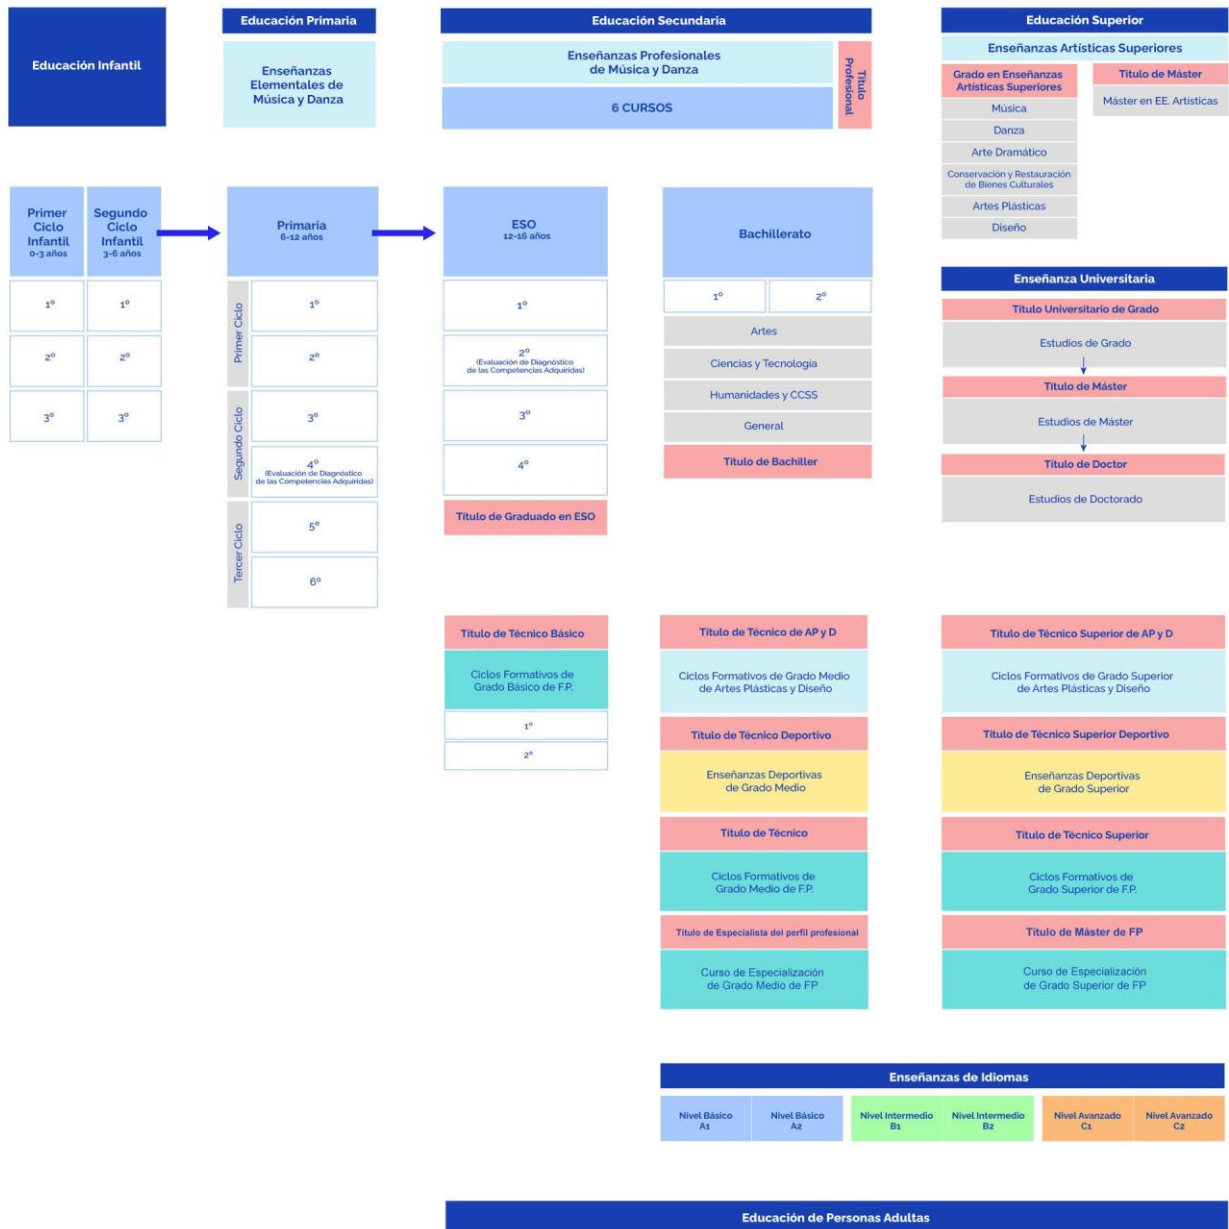 Educación Infantil
Educación Primaria
Enseñanzas
Elementales de
Música y Danza
Educación Secundaria
Enseñanzas Profesionales
de Música y Danza
6 CURSOS
Título
Profesional
Educación Superior
Enseñanzas Artísticas Superiores
Grado en Enseñanzas
Artísticas Superiores
Música
Danza
Arte Dramático
Conservación y Restauración
de Bienes Culturales
Artes Plásticas
Diseño
Título de Máster
Máster en EE. Artísticas
Primer
Ciclo
Infantil
0-3 años
1º
2º
3º
Segundo
Ciclo
Infantil
3-6 años
1º
2º
3º
Primaria
6-12 años
Primer Ciclo
1º
2º
Segundo Ciclo
3º
4º
(Evaluación de Diagnóstico
de las Competencias Adquiridas)
Tercer Ciclo
5º
6º
ESO
12-16 años
1º
2º
(Evaluación de Diagnóstico
de las Competencias Adquiridas)
3º
4º
Título de Graduado en ESO
Bachillerato
1º
2º
Artes
Ciencias y Tecnología
Humanidades y CCSS
General
Título de Bachiller
Enseñanza Universitaria
Título Universitario de Grado
Estudios de Grado
Título de Máster
Estudios de Máster
Título de Doctor
Estudios de Doctorado
Título de Técnico Básico
Ciclos Formativos de
Grado Básico de F.P.
1º
2º
Título de Técnico de AP y D
Ciclos Formativos de Grado Medio
de Artes Plásticas y Diseño
Título de Técnico Deportivo
Enseñanzas Deportivas
de Grado Medio
Título de Técnico
Ciclos Formativos de
Grado Medio de F.P.
Título de Especialista del perfil profesional
Curso de Especialización
de Grado Medio de FP
Título de Técnico Superior de AP y D
Ciclos Formativos de Grado Superior
de Artes Plásticas y Diseño
Título de Técnico Superior Deportivo
Enseñanzas Deportivas
de Grado Superior
Título de Técnico Superior
Ciclos Formativos de
Grado Superior de F.P.
Título de Máster de FP
Curso de Especialización
de Grado Superior de FP
Enseñanzas de Idiomas
Nivel Básico
A1
Nivel Básico
A2
Nivel Intermedio
B1
Nivel Intermedio
B2
Nivel Avanzado
C1
Nivel Avanzado
C2
Educación de Personas Adultas